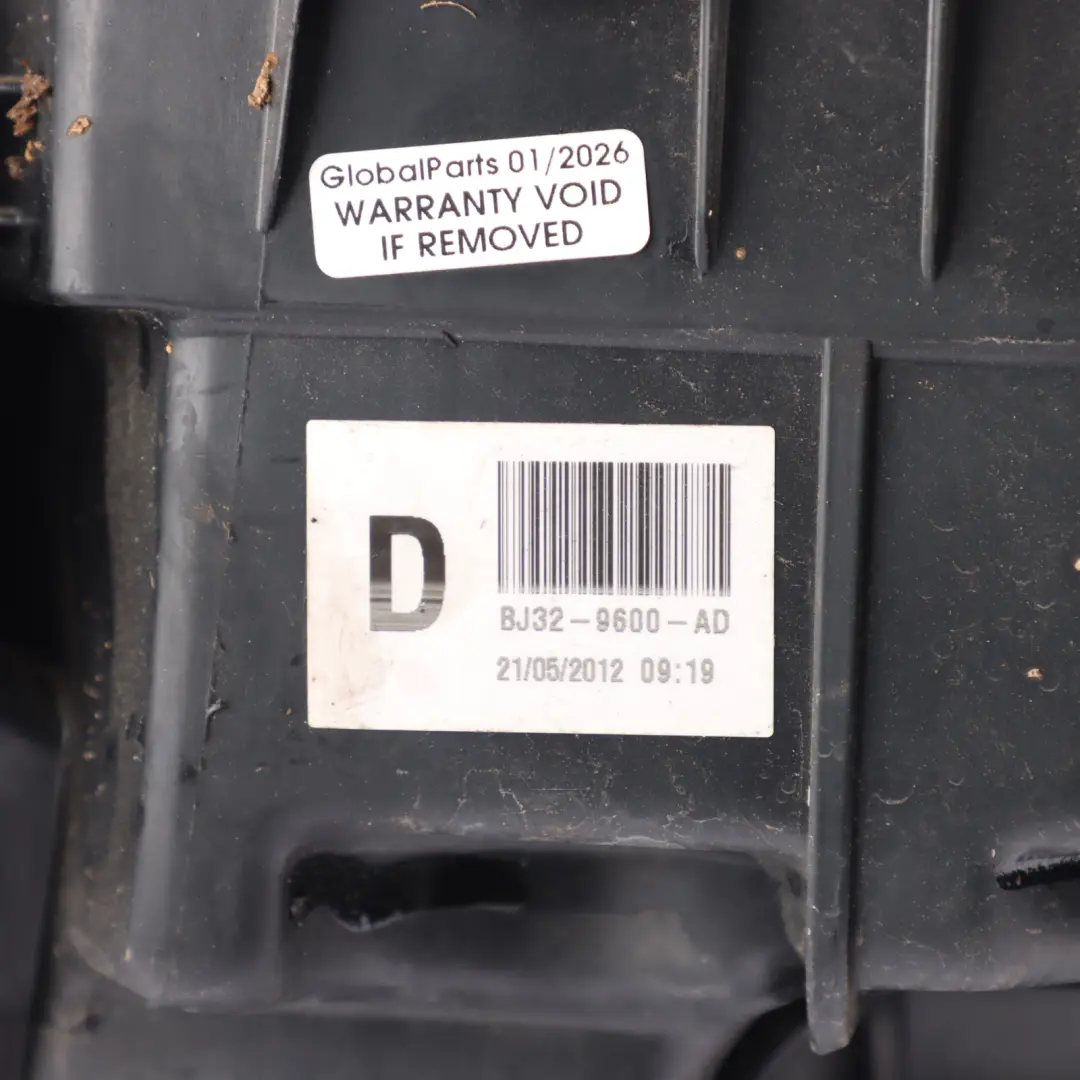 GlobalParts 01/2026
WARRANTY VOID
IF REMOVED
D
BJ32-9600-AD
21/05/2012 09:19